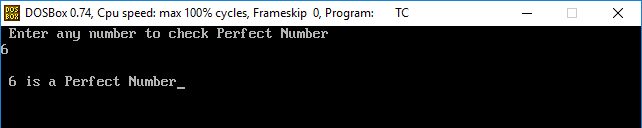 DOSBox 0.74, Cpu speed: max 100% cycles, Frameskip 0, Program: TC
Enter any number to check Perfect Number
6
6 is a Perfect Number_